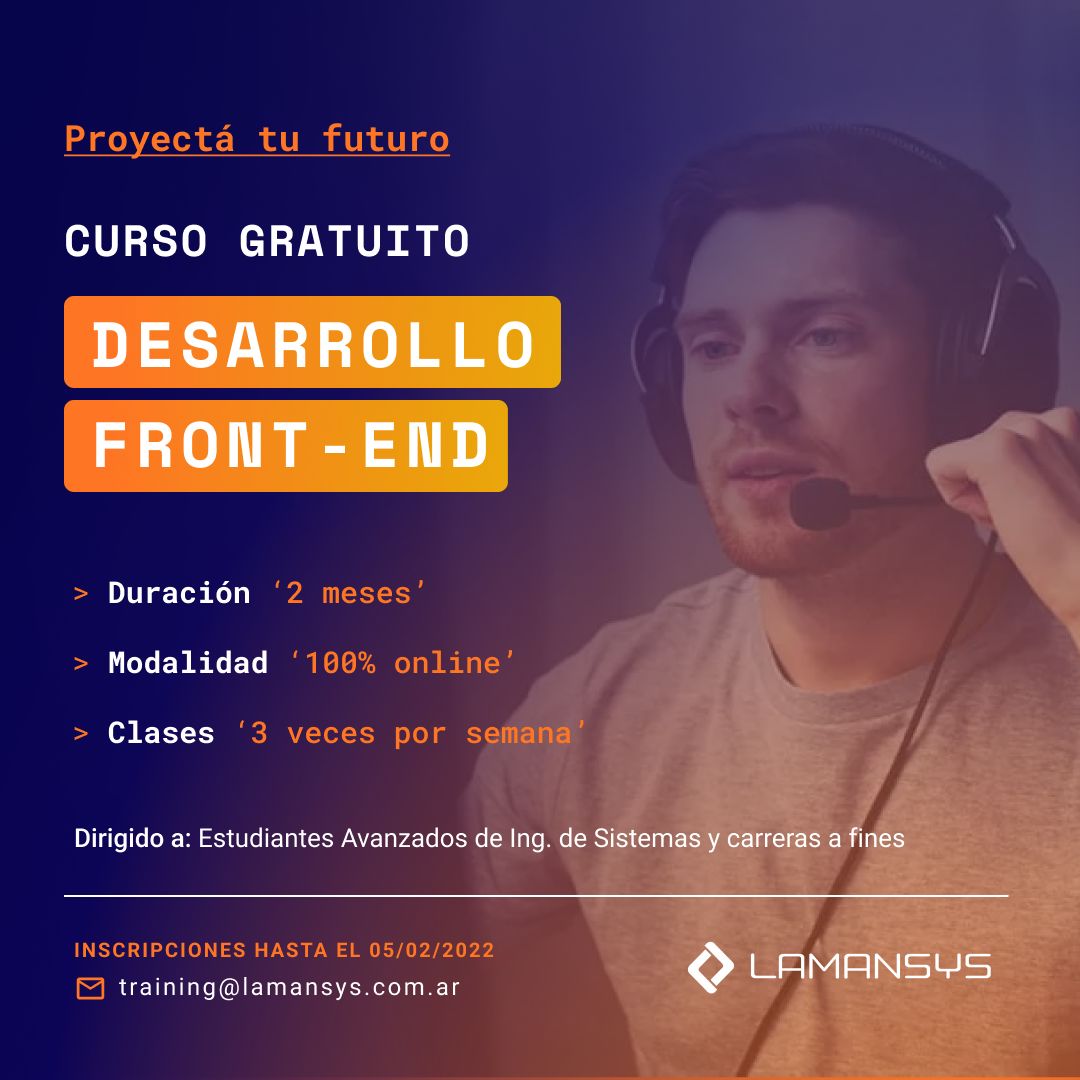 Proyectá tu futuro
CURSO GRATUITO
DESARROLLO
FRONT-END
> Duración ‘2 meses’
> Modalidad ‘100% online’
> Clases ‘3 veces por semana’
Dirigido a: Estudiantes Avanzados de Ing. de Sistemas y carreras a fines
INSCRIPCIONES HASTA EL 05/02/2022
training@lamansys.com.ar
LAMANSYS